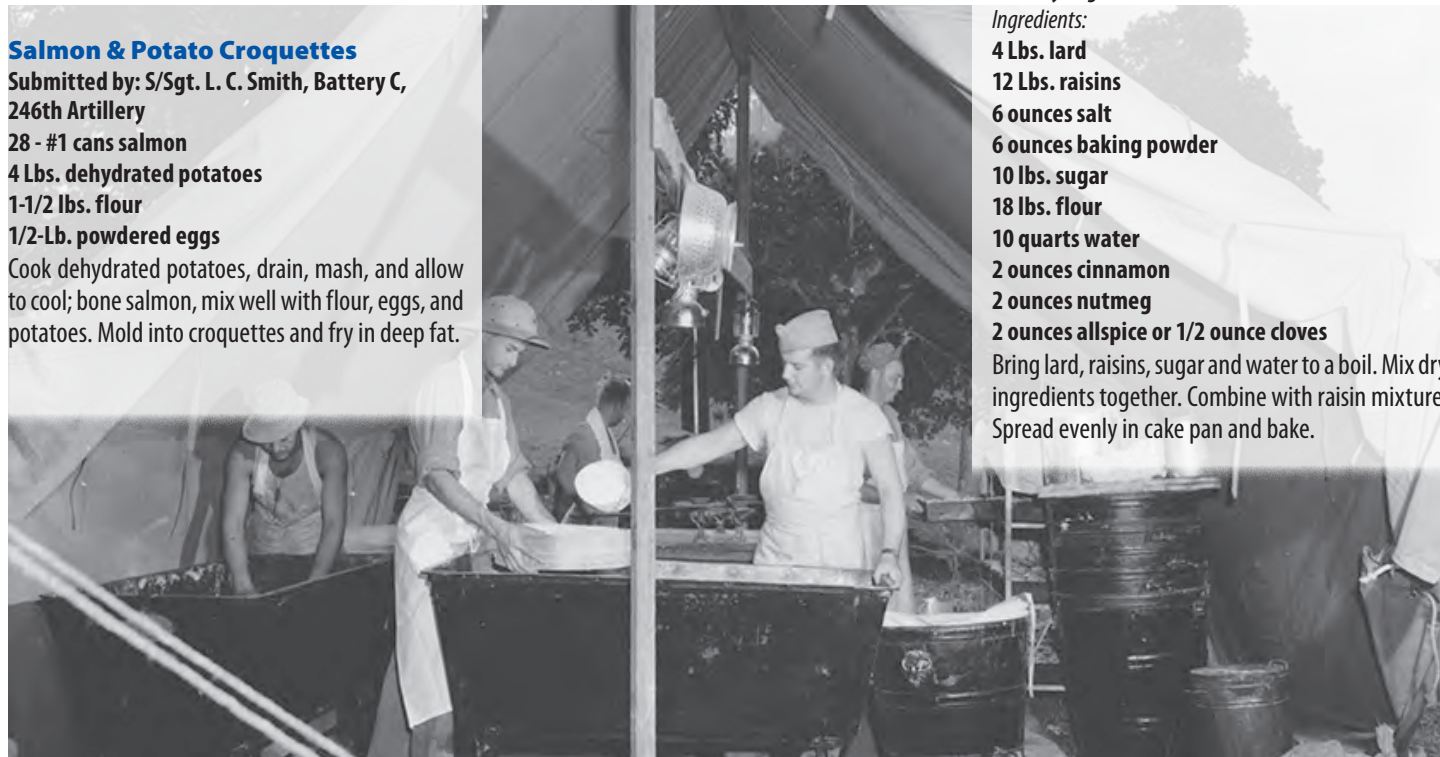 Salmon & Potato Croquettes
Submitted by: S/Sgt. L. C. Smith, Battery C,
246th Artillery
28 - #1 cans salmon
4 Lbs. dehydrated potatoes
1-1/2 lbs. flour
1/2-Lb. powdered eggs
Cook dehydrated potatoes, drain, mash, and allow
to cool; bone salmon, mix well with flour, eggs, and
potatoes. Mold into croquettes and fry in deep fat.
Ingredients:
4 Lbs. lard
12 Lbs. raisins
6 ounces salt
6 ounces baking powder
10 lbs. sugar
18 lbs. flour
10 quarts water
2 ounces cinnamon
2 ounces nutmeg
2 ounces allspice or 1/2 ounce cloves
Bring lard, raisins, sugar and water to a boil. Mix dry
ingredients together. Combine with raisin mixture
Spread evenly in cake pan and bake.